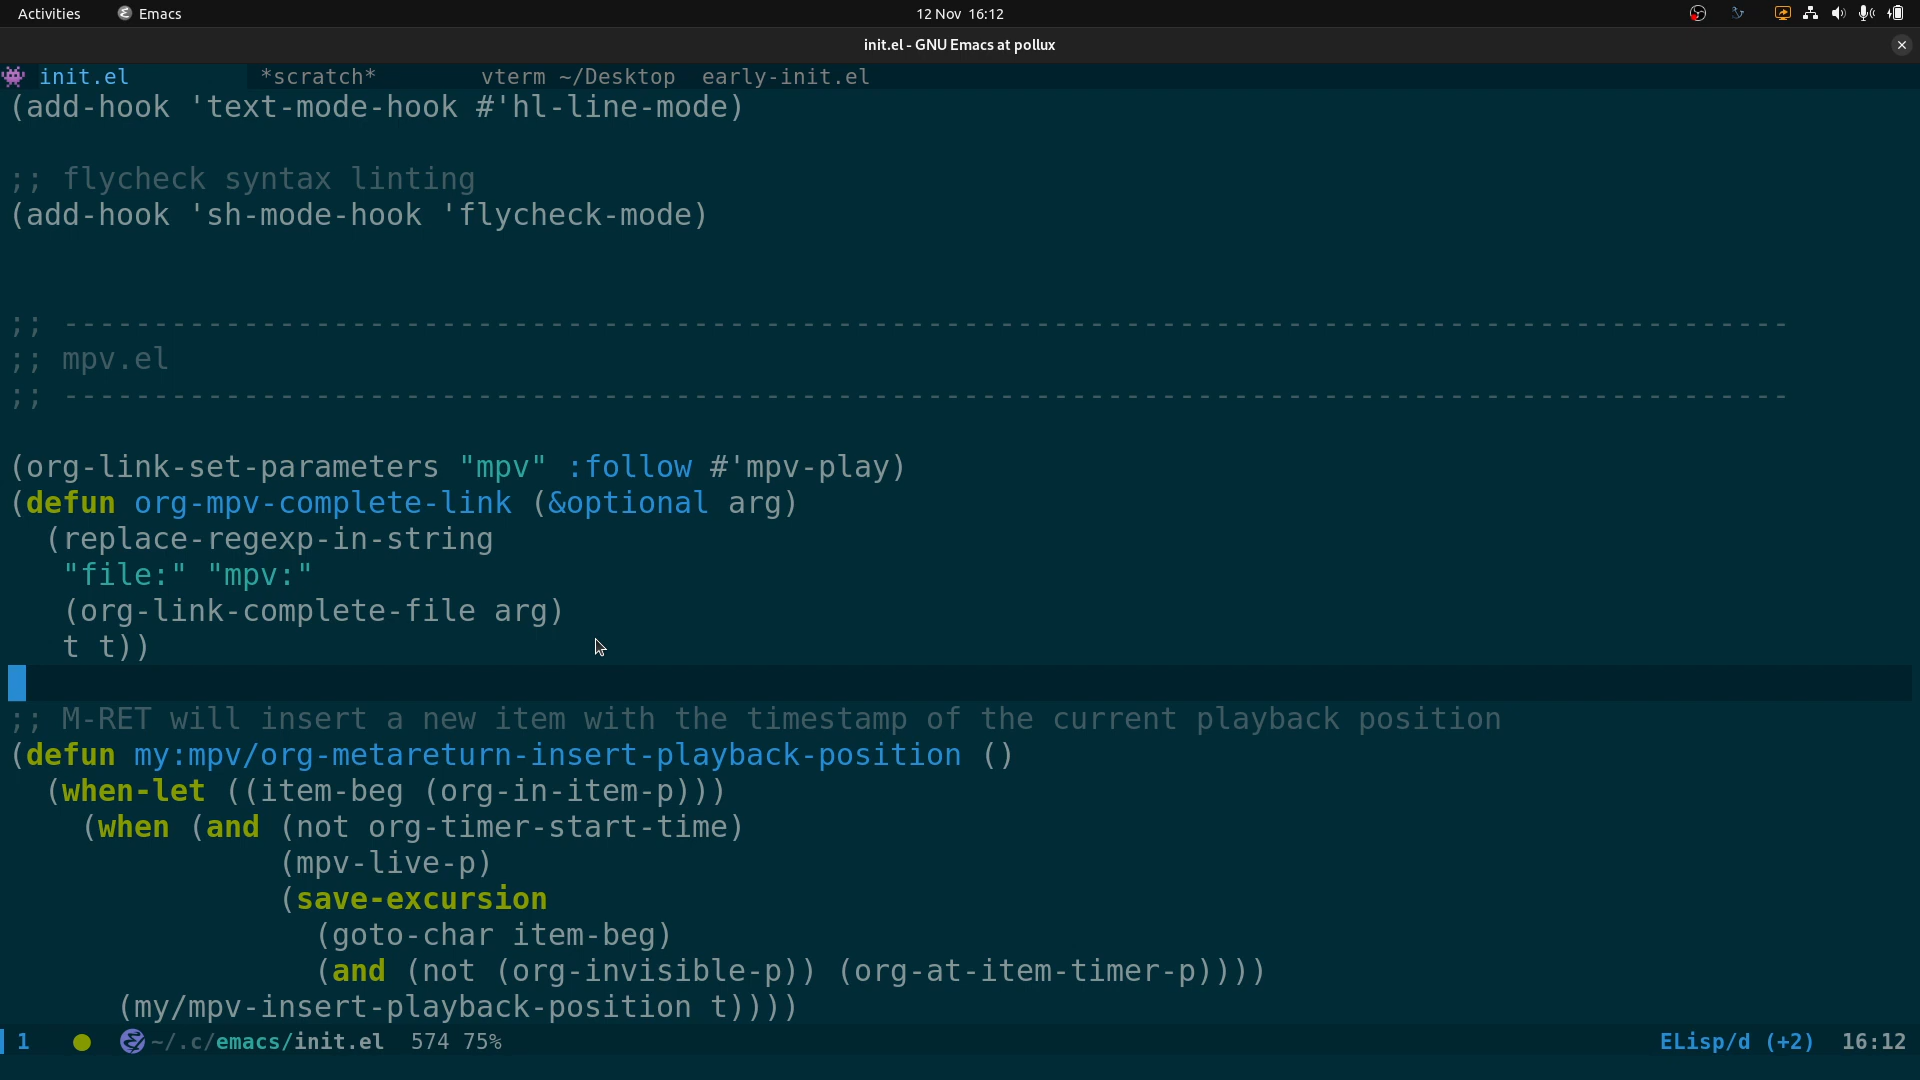 Activities Emacs 12 Nov 16:12
init.el - GNU Emacs at pollux
init.el *scratch* vterm ~/Desktop early-init.el
(add-hook 'text-mode-hook #'hl-line-mode)
;; flycheck syntax linting
(add-hook 'sh-mode-hook 'flycheck-mode)
;; ------------------------------------------------------------------------------------------------
;; mpv.el
;; ------------------------------------------------------------------------------------------------
(org-link-set-parameters "mpv" :follow #'mpv-play)
(defun org-mpv-complete-link (&optional arg)
  (replace-regexp-in-string
   "file:" "mpv:"
   (org-link-complete-file arg)
   t t))
;; M-RET will insert a new item with the timestamp of the current playback position
(defun my:mpv/org-metareturn-insert-playback-position ()
  (when-let ((item-beg (org-in-item-p)))
    (when (and (not org-timer-start-time)
               (mpv-live-p)
               (save-excursion
                 (goto-char item-beg)
                 (and (not (org-invisible-p)) (org-at-item-timer-p))))
      (my/mpv-insert-playback-position t))))
1 ~/.c/emacs/init.el 574 75% ELisp/d (+2) 16:12